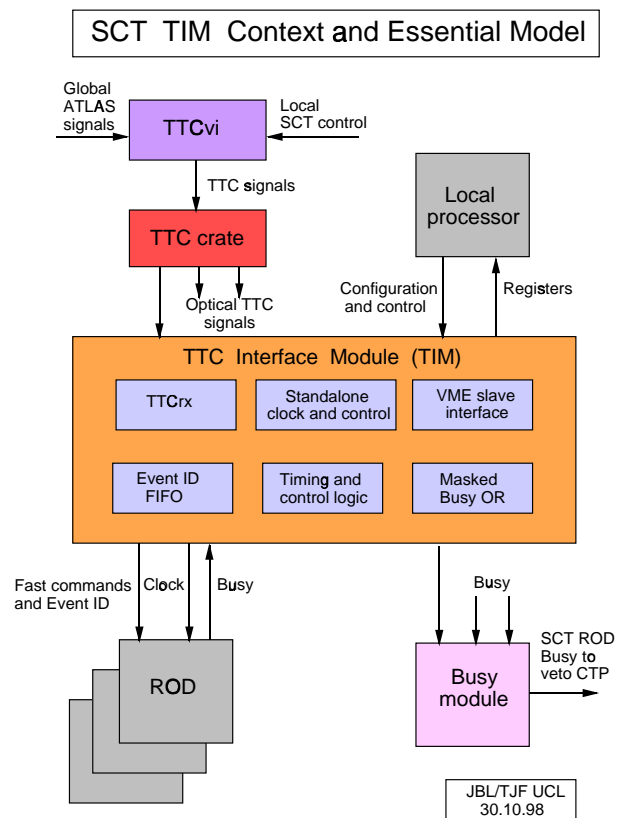 SCT TIM Context and Essential Model
Global
ATLAS
signals
TTCvi
Local
SCT control
TTC signals
TTC crate
Local
processor
Optical TTC
signals
Configuration
and control
Registers
TTC Interface Module (TIM)
TTCrx
Standalone
clock and control
VME slave
interface
Event ID
FIFO
Timing and
control logic
Masked
Busy OR
Fast commands
and Event ID
Clock
Busy
Busy
ROD
Busy
module
SCT ROD
Busy to
veto CTP
JBL/TJF UCL
30.10.98